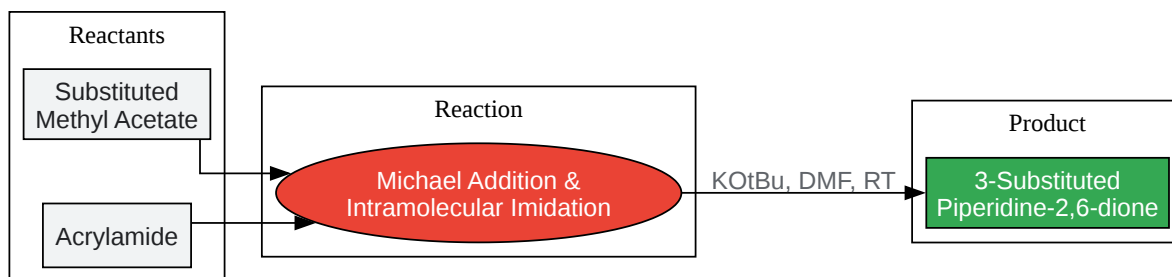 Reactants
Substituted
Methyl Acetate
Acrylamide
Reaction
Michael Addition &
Intramolecular Imidation
KOtBu, DMF, RT
Product
3-Substituted
Piperidine-2,6-dione